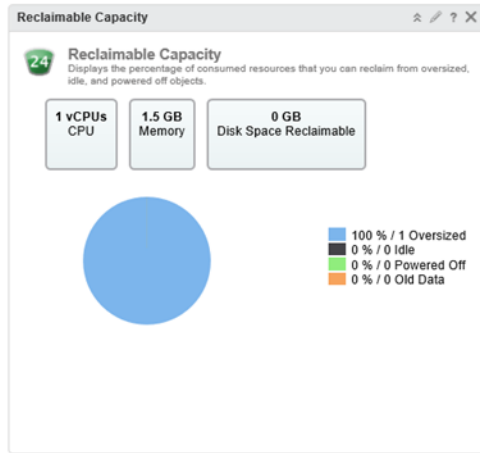 Reclaimable Capacity
?
24
Reclaimable Capacity
Displays the percentage of consumed resources that you can reclaim from oversized,
idle, and powered off objects.
1 vCPUs
CPU
1.5 GB
Memory
0 GB
Disk Space Reclaimable
100 % / 1 Oversized
0 % / 0 Idle
0 % / 0 Powered Off
0 % / 0 Old Data